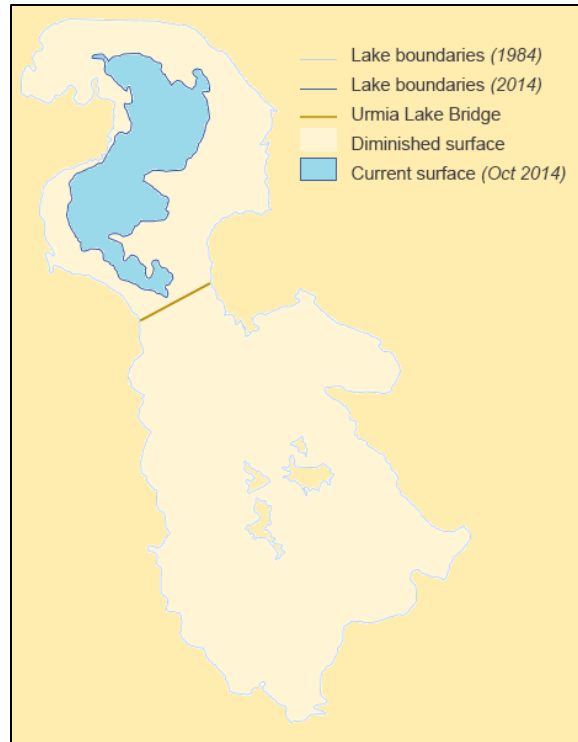 Lake boundaries (1984)
Lake boundaries (2014)
Urmia Lake Bridge
Diminished surface
Current surface (Oct 2014)